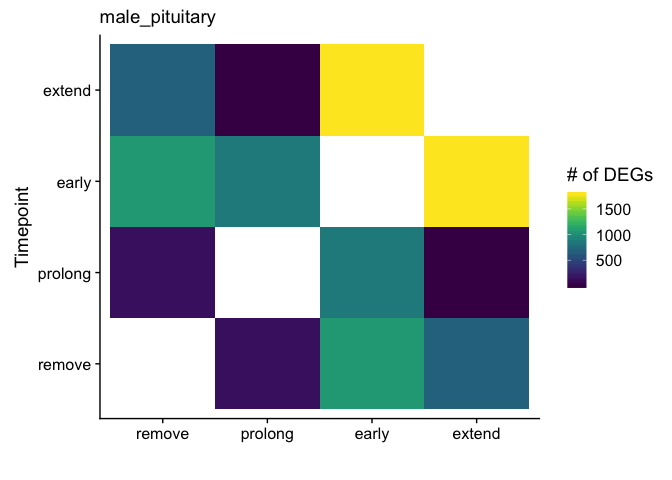 male_pituitary
extend
early
prolong
remove
Timepoint
remove prolong early extend
# of DEGs
1500
1000
500